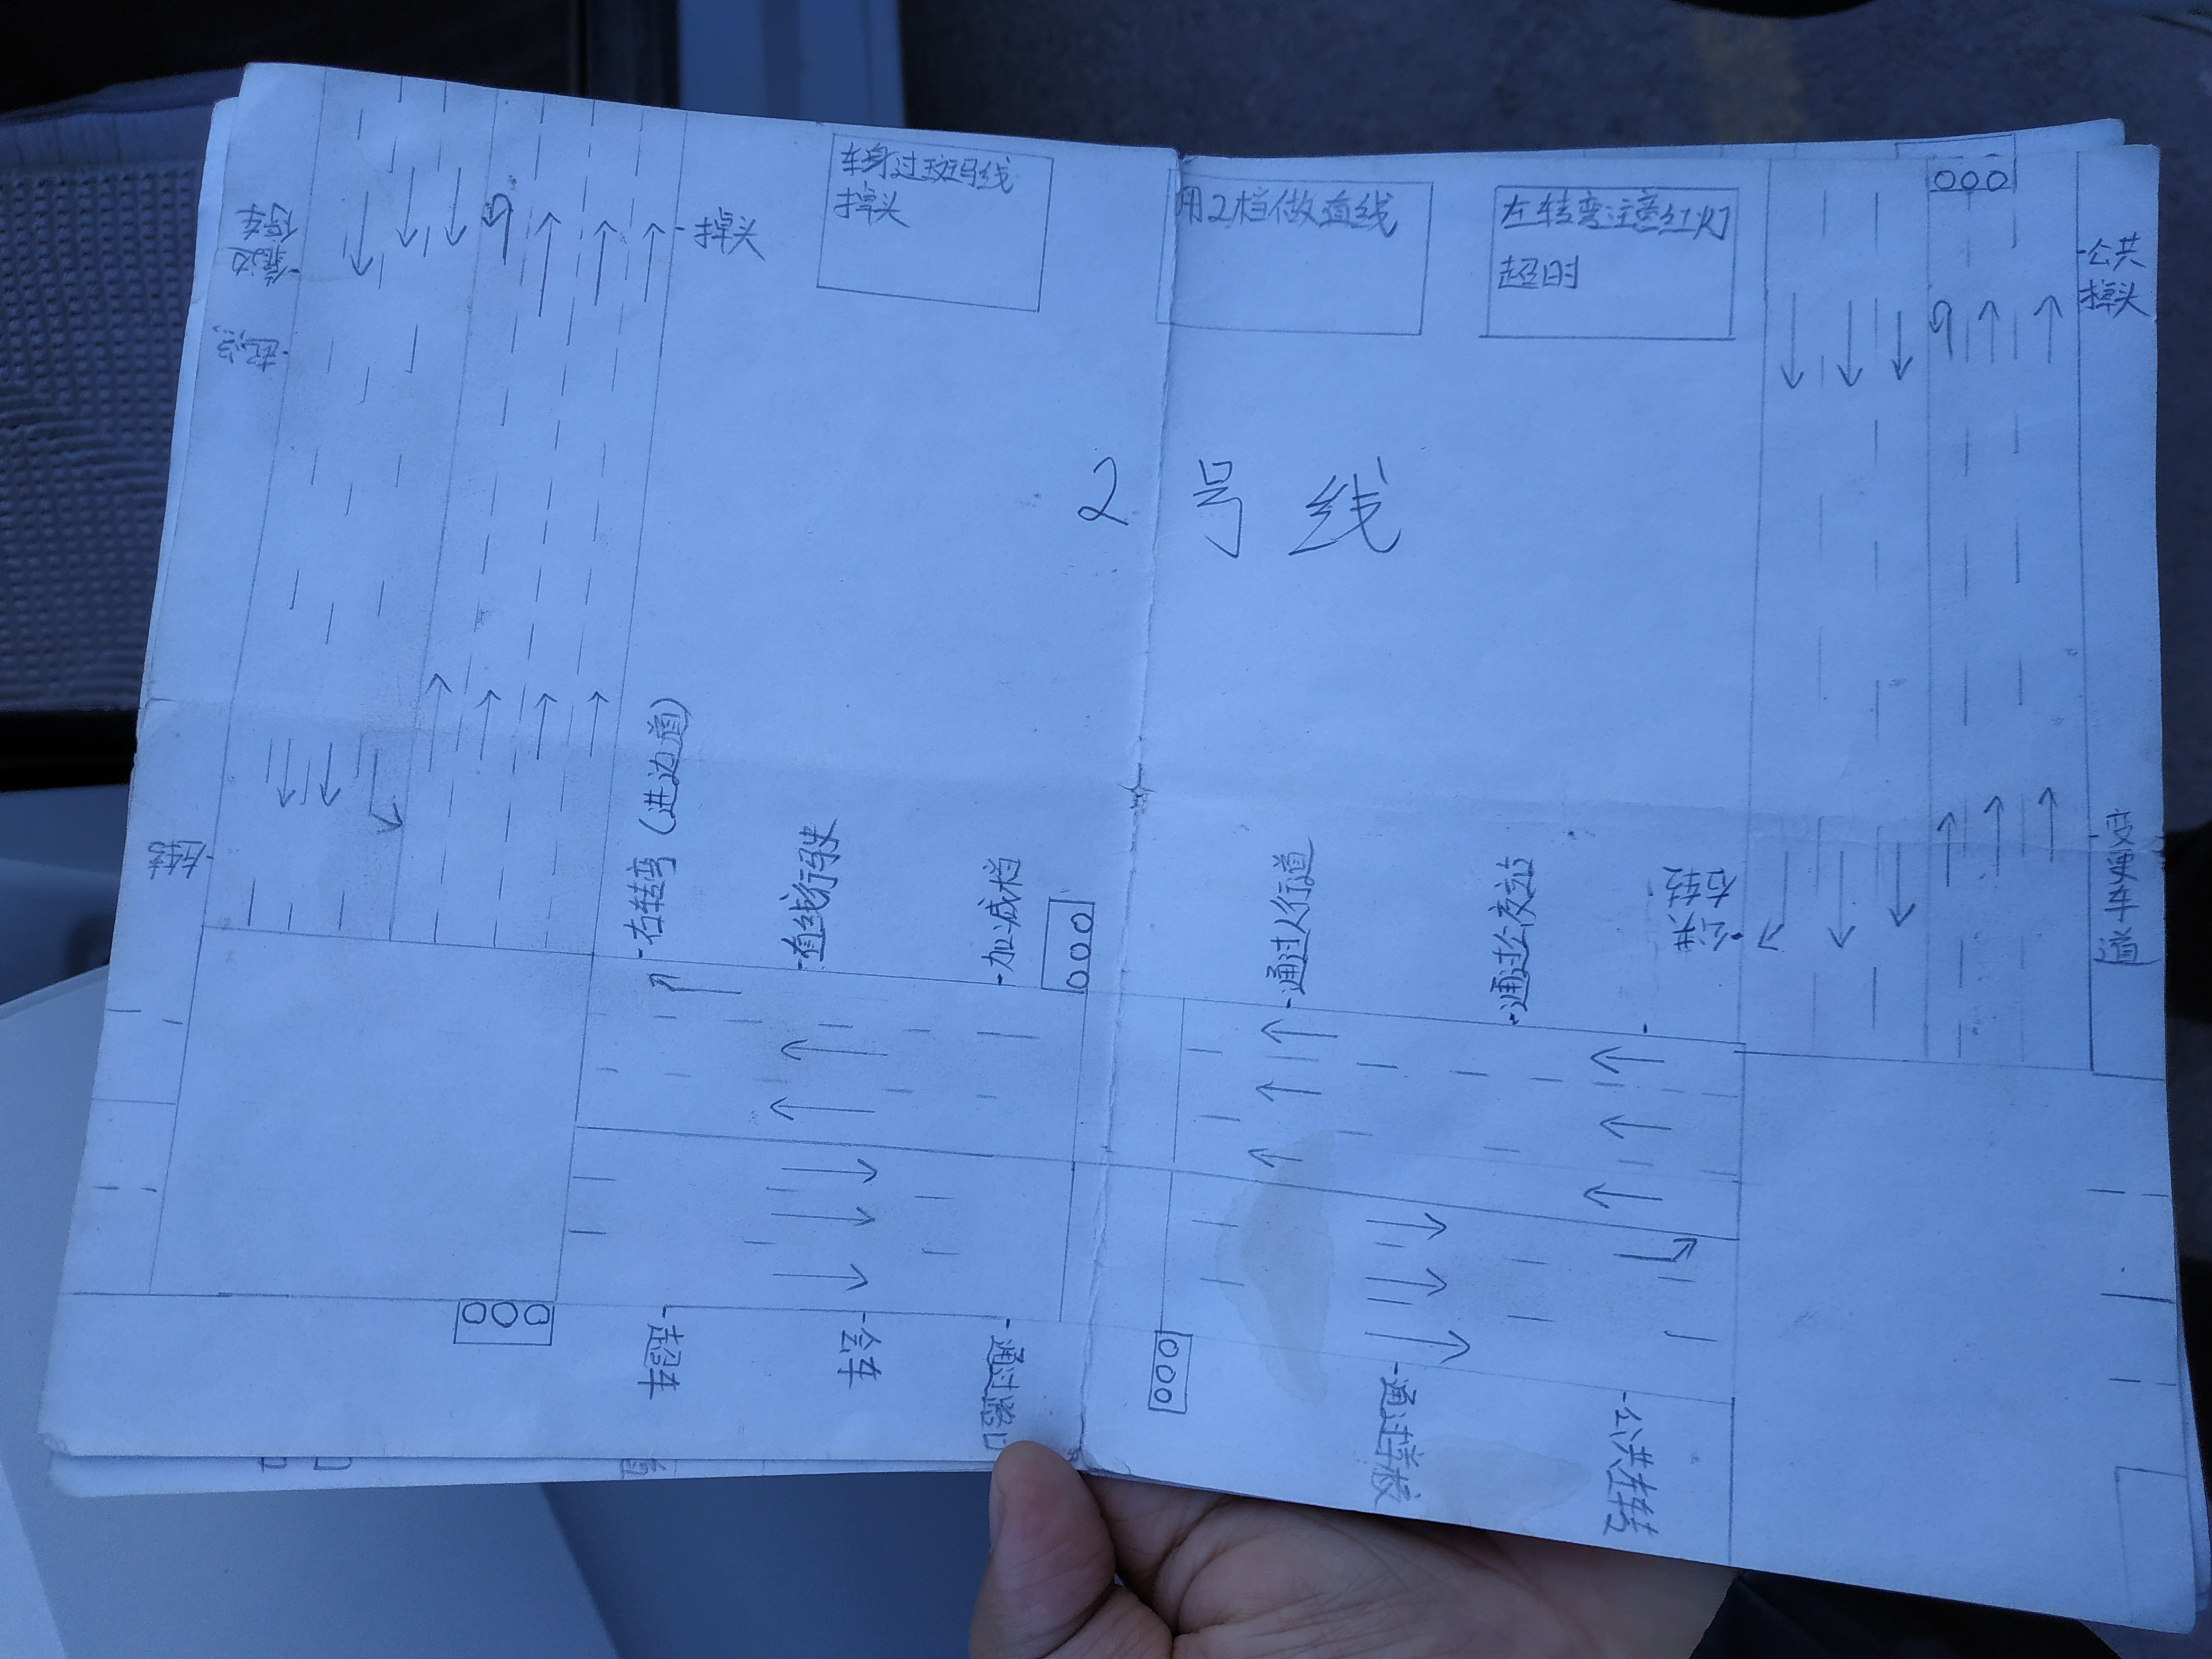 车身过斑马线
掉头
用2档做直线
左转弯注意红灯
超时
2号线
靠边
停车
起点
左转
-掉头
-公共
掉头
变更车道
-右转弯(进边道)
-直线行驶
-加减档
-通过人行道
-通过公交站
公共
右转
-起步
-会车
-通过路口
-通过学校
-公共左转